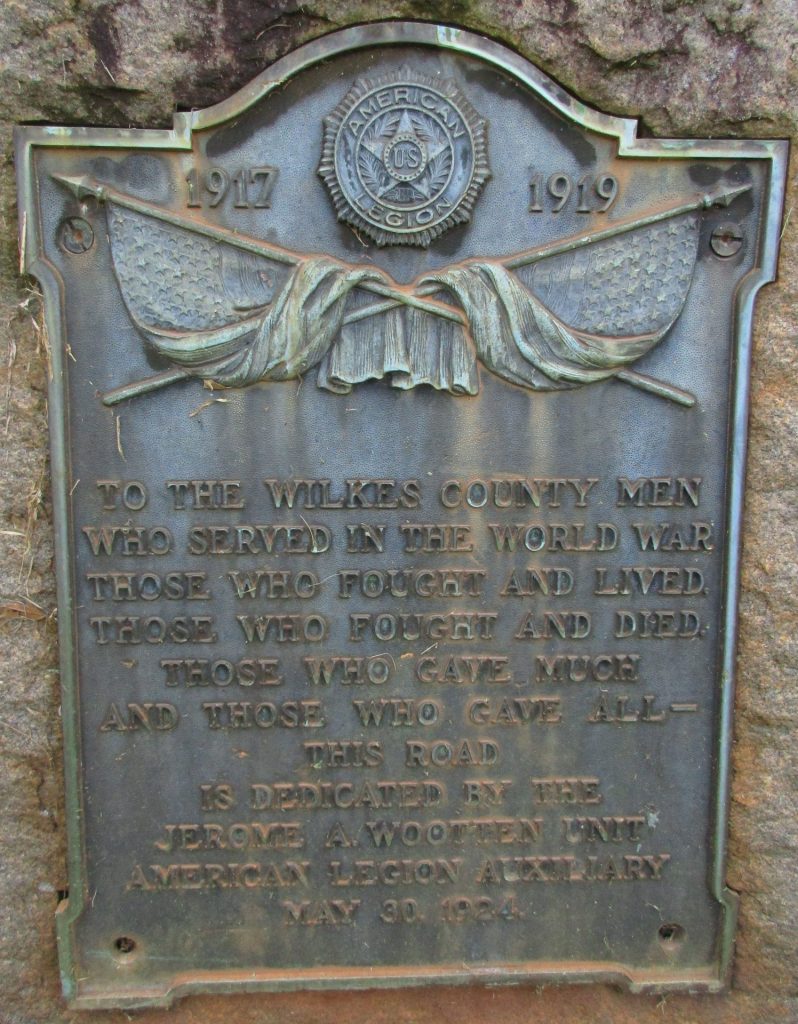 AMERICAN
US
LEGION
1917 1919
TO THE WILKES COUNTY MEN
WHO SERVED IN THE WORLD WAR
THOSE WHO FOUGHT AND LIVED.
THOSE WHO FOUGHT AND DIED.
THOSE WHO GAVE MUCH
AND THOSE WHO GAVE ALL—
THIS ROAD
IS DEDICATED BY THE
JEROME A. WOOTTEN UNIT
AMERICAN LEGION AUXILIARY
MAY 30. 1924.